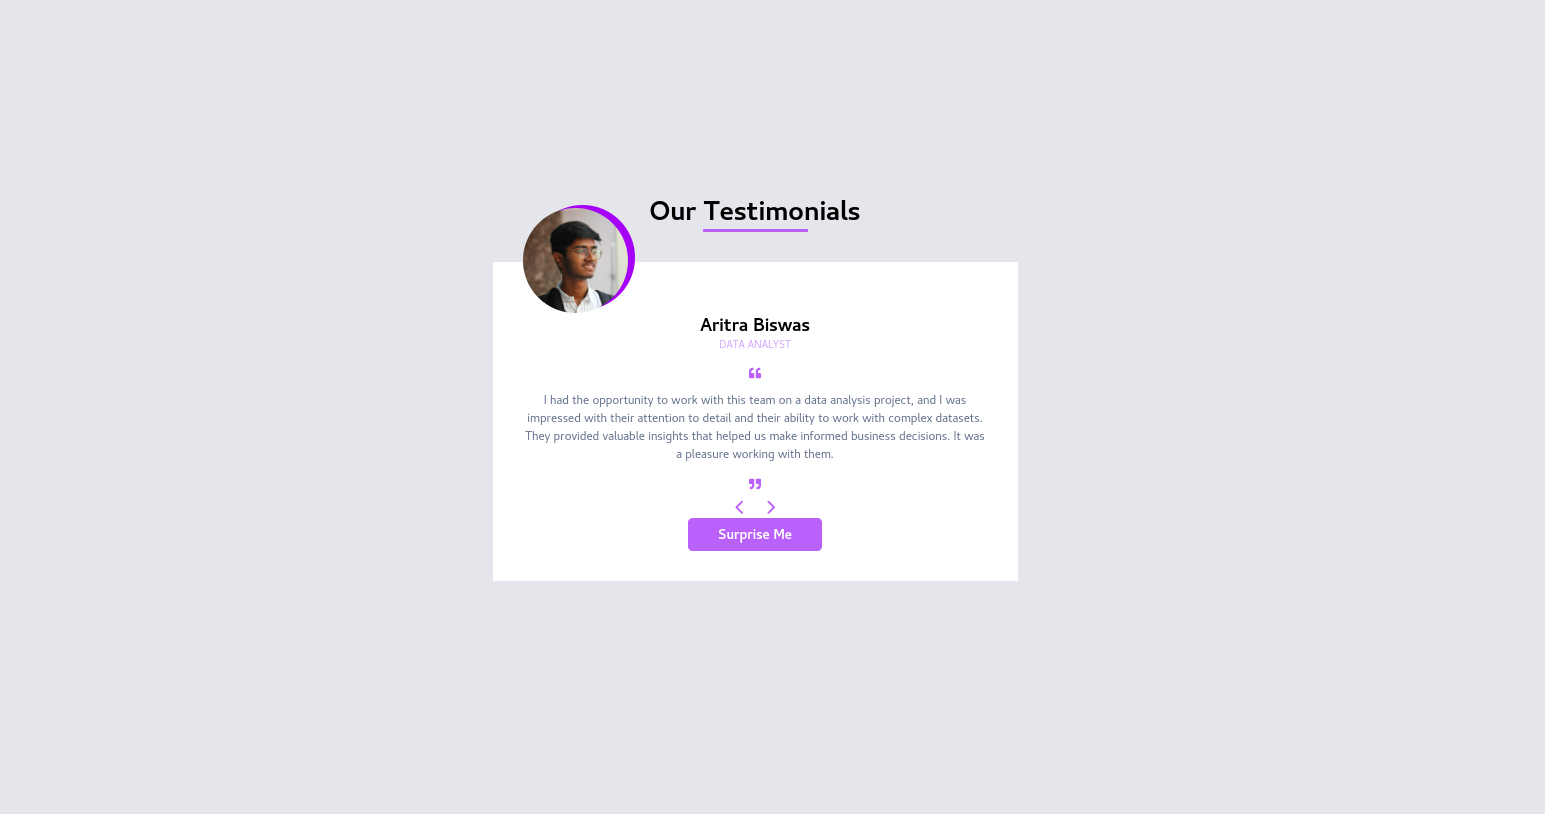 Our Testimonials
Aritra Biswas
DATA ANALYST
❝
I had the opportunity to work with this team on a data analysis project, and I was
impressed with their attention to detail and their ability to work with complex datasets.
They provided valuable insights that helped us make informed business decisions. It was
a pleasure working with them.
❞
Surprise Me